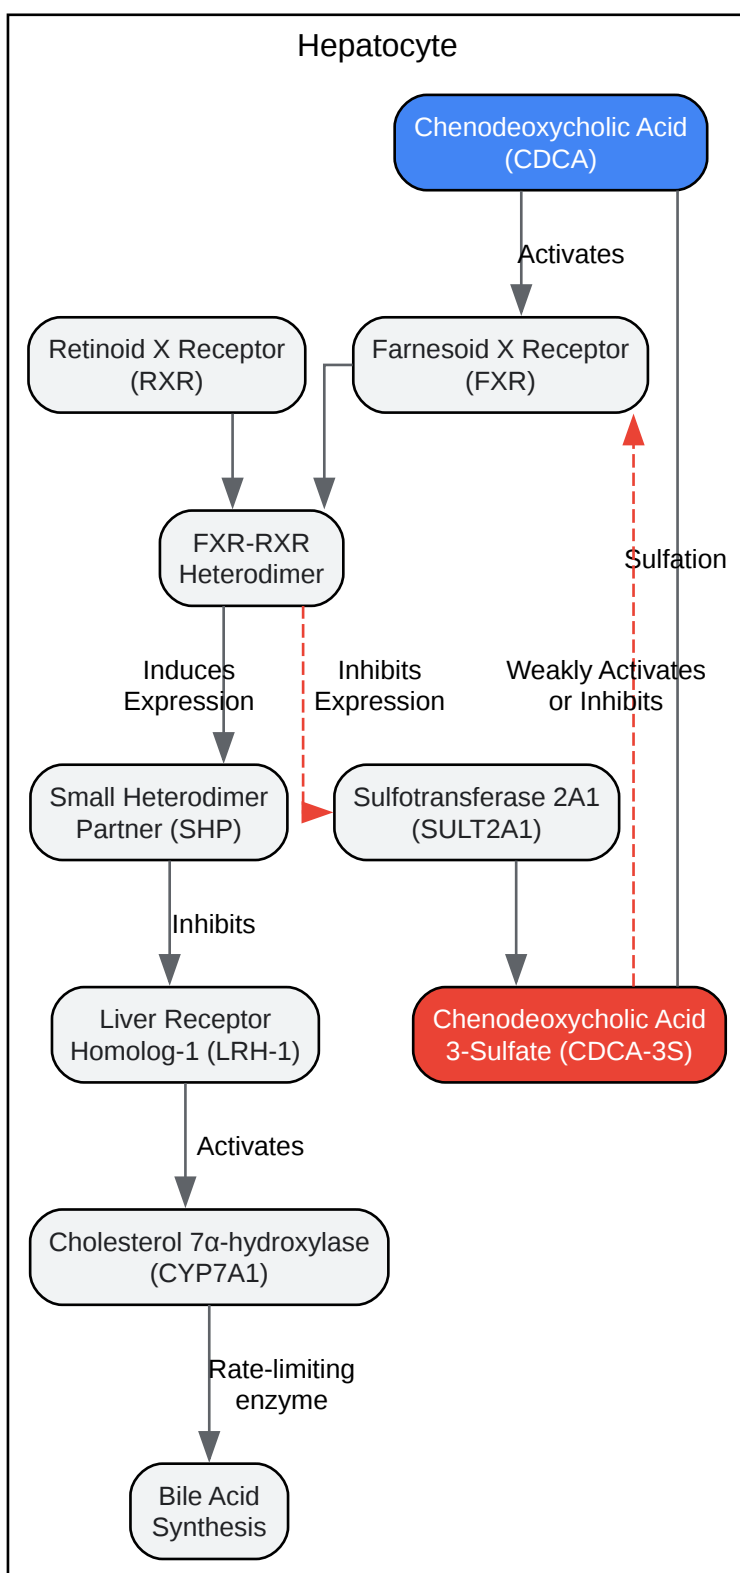 Hepatocyte
Chenodeoxycholic Acid
(CDCA)
Activates
Retinoid X Receptor
(RXR)
Farnesoid X Receptor
(FXR)
FXR-RXR
Heterodimer
Sulfation
Induces
Expression
Inhibits
Expression
Weakly Activates
or Inhibits
Small Heterodimer
Partner (SHP)
Sulfotransferase 2A1
(SULT2A1)
Inhibits
Liver Receptor
Homolog-1 (LRH-1)
Chenodeoxycholic Acid
3-Sulfate (CDCA-3S)
Activates
Cholesterol 7α-hydroxylase
(CYP7A1)
Rate-limiting
enzyme
Bile Acid
Synthesis